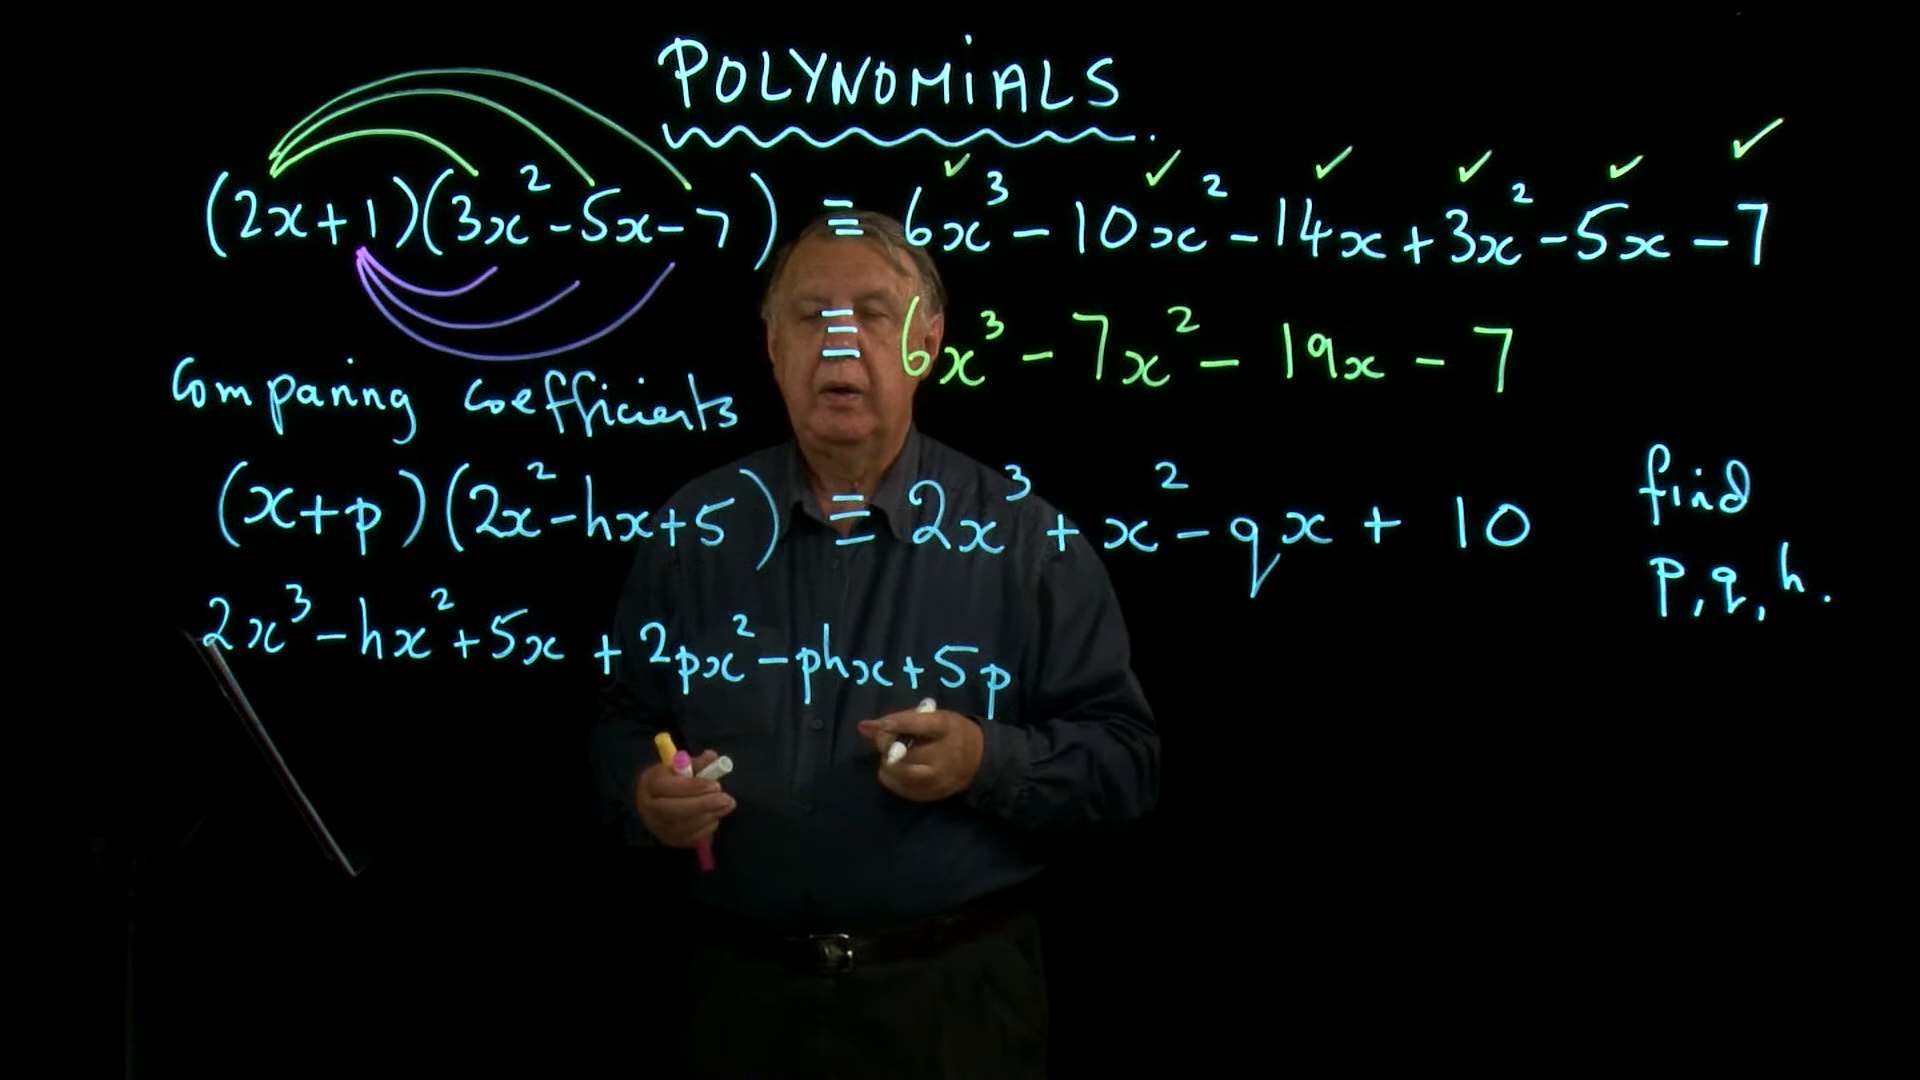 POLYNOMIALS.
(2x+1)(3x²-5x-7) ≡ 6x³-10x²-14x+3x²-5x-7
≡ 6x³-7x²-19x-7
Comparing coefficients
(x+p)(2x²-hx+5) ≡ 2x³+x²-qx+10 find
p,q,h.
2x³-hx²+5x+2px²-phx+5p